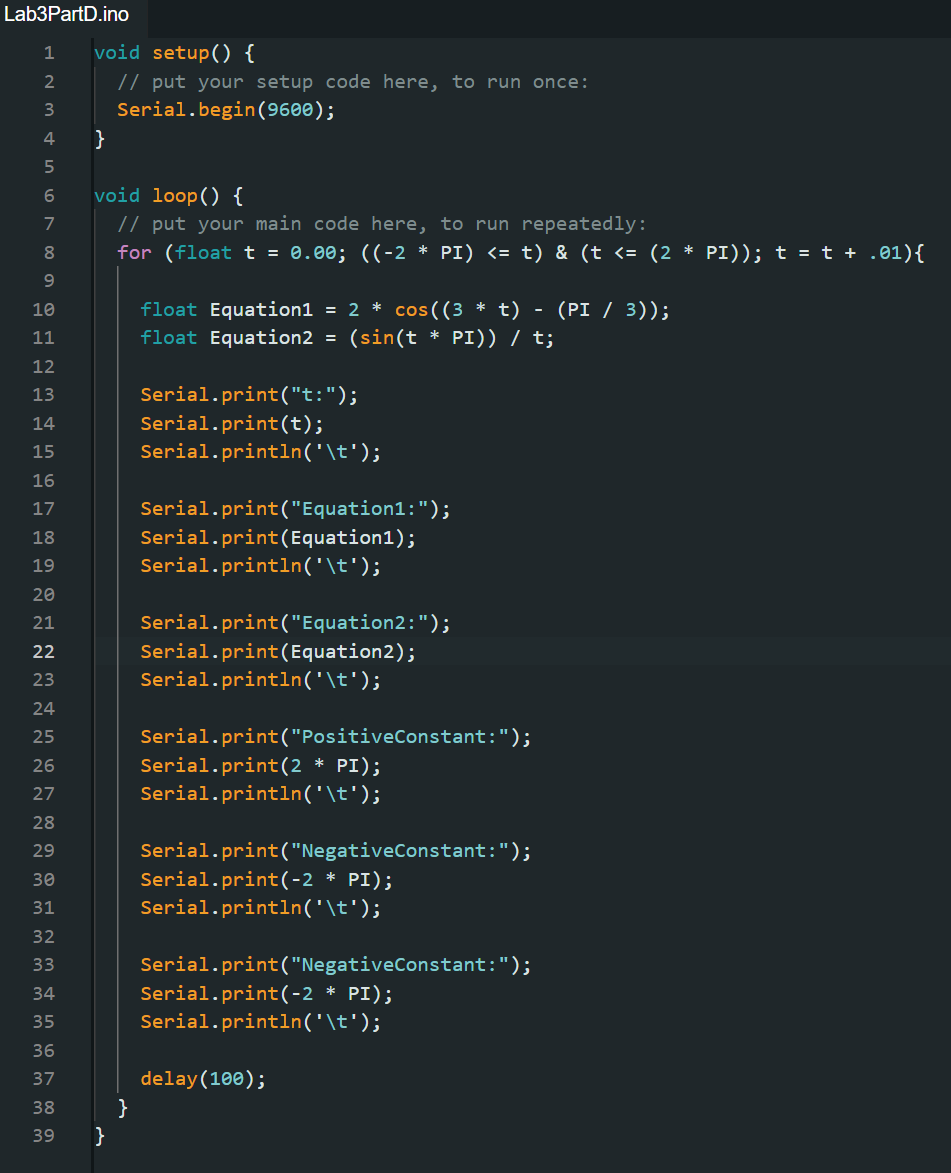 Lab3PartD.ino
1 void setup() {
2   // put your setup code here, to run once:
3   Serial.begin(9600);
4 }
5
6 void loop() {
7   // put your main code here, to run repeatedly:
8   for (float t = 0.00; ((-2 * PI) <= t) & (t <= (2 * PI)); t = t + .01){
9
10     float Equation1 = 2 * cos((3 * t) - (PI / 3));
11     float Equation2 = (sin(t * PI)) / t;
12
13     Serial.print("t:");
14     Serial.print(t);
15     Serial.println('\t');
16
17     Serial.print("Equation1:");
18     Serial.print(Equation1);
19     Serial.println('\t');
20
21     Serial.print("Equation2:");
22     Serial.print(Equation2);
23     Serial.println('\t');
24
25     Serial.print("PositiveConstant:");
26     Serial.print(2 * PI);
27     Serial.println('\t');
28
29     Serial.print("NegativeConstant:");
30     Serial.print(-2 * PI);
31     Serial.println('\t');
32
33     Serial.print("NegativeConstant:");
34     Serial.print(-2 * PI);
35     Serial.println('\t');
36
37     delay(100);
38   }
39 }